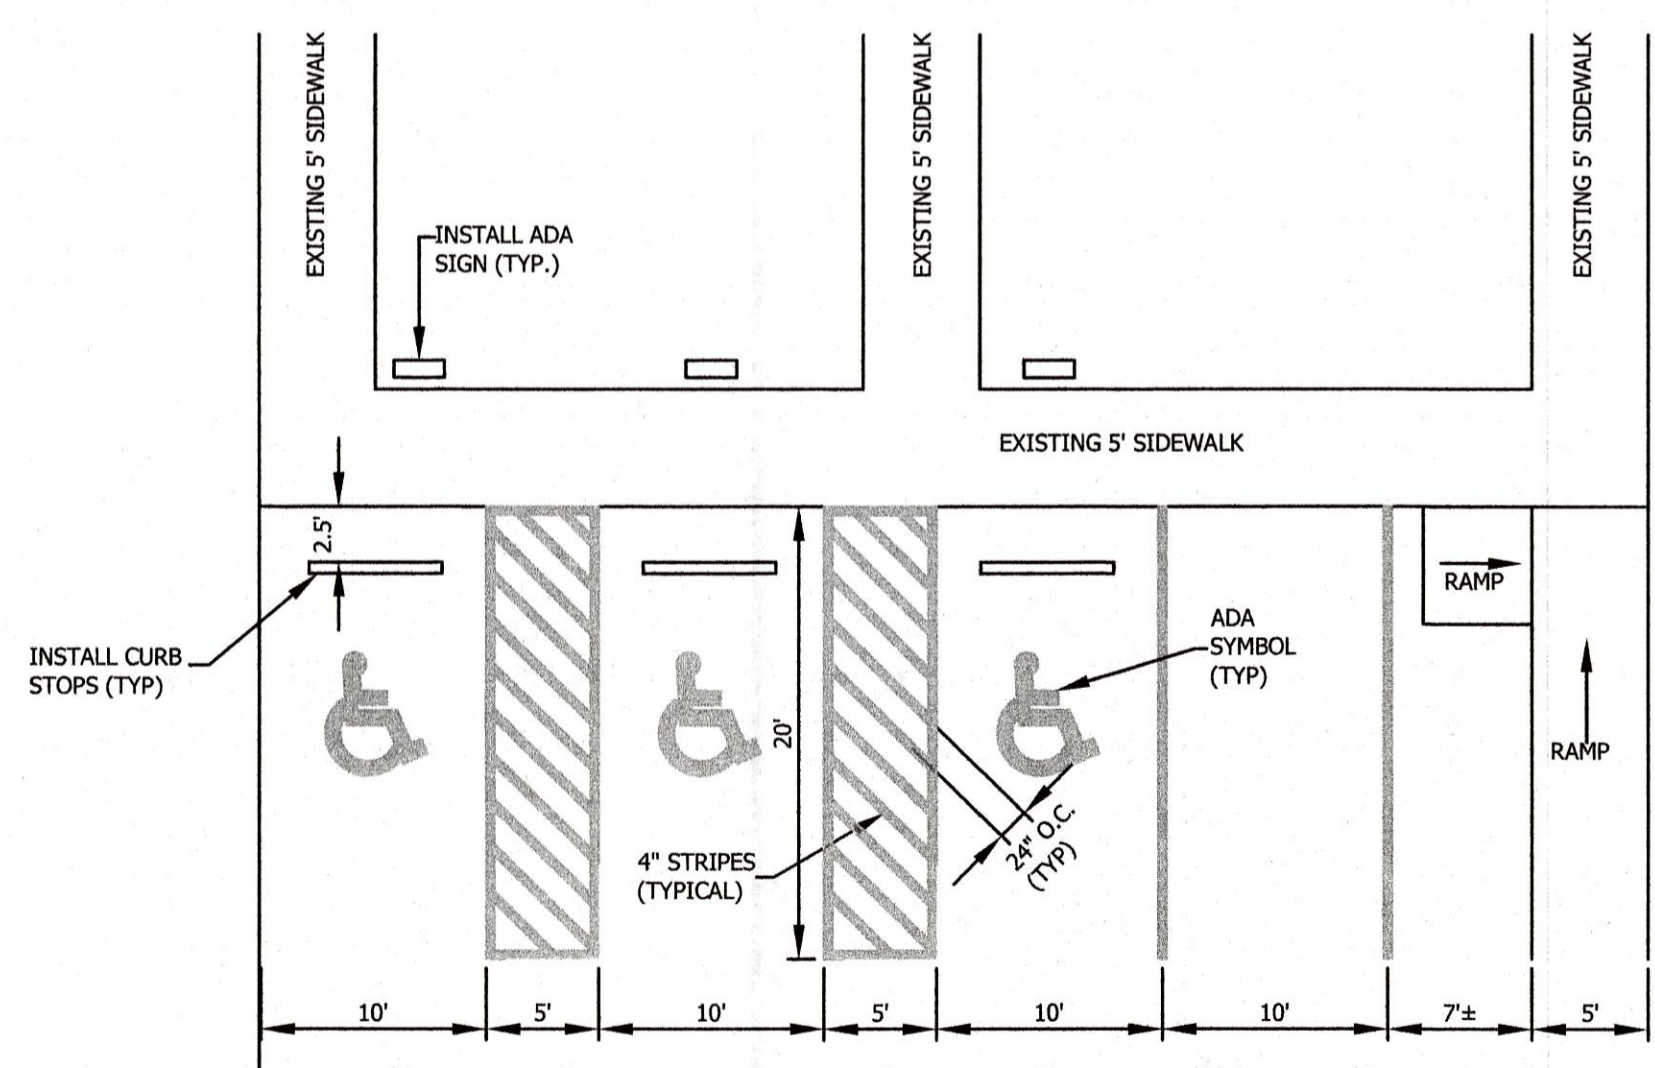 EXISTING 5' SIDEWALK
EXISTING 5' SIDEWALK
EXISTING 5' SIDEWALK
INSTALL ADA
SIGN (TYP.)
EXISTING 5' SIDEWALK
2.5'
INSTALL CURB
STOPS (TYP)
RAMP
ADA
SYMBOL
(TYP)
20'
RAMP
4" STRIPES
(TYPICAL)
24" O.C.
(TYP)
10'
5'
10'
5'
10'
10'
7'±
5'